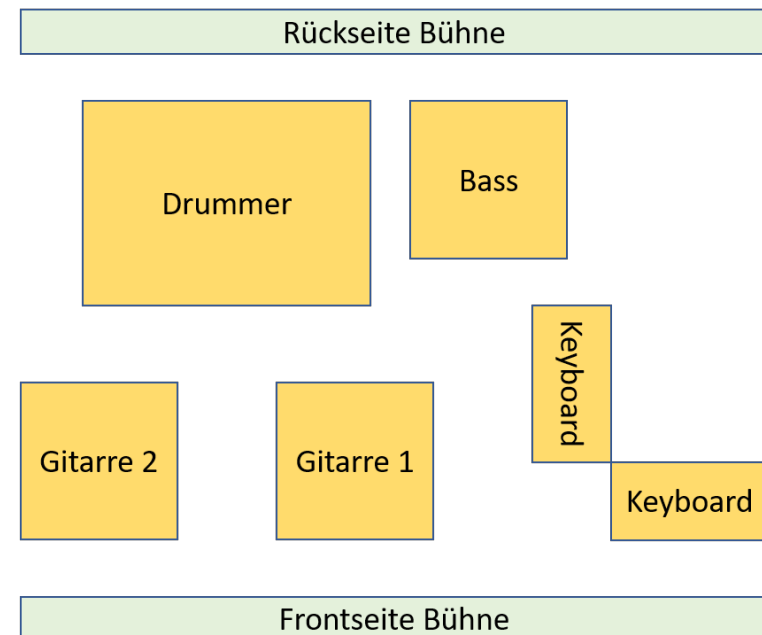 Rückseite Bühne
Drummer
Bass
Keyboard
Gitarre 2
Gitarre 1
Keyboard
Frontseite Bühne